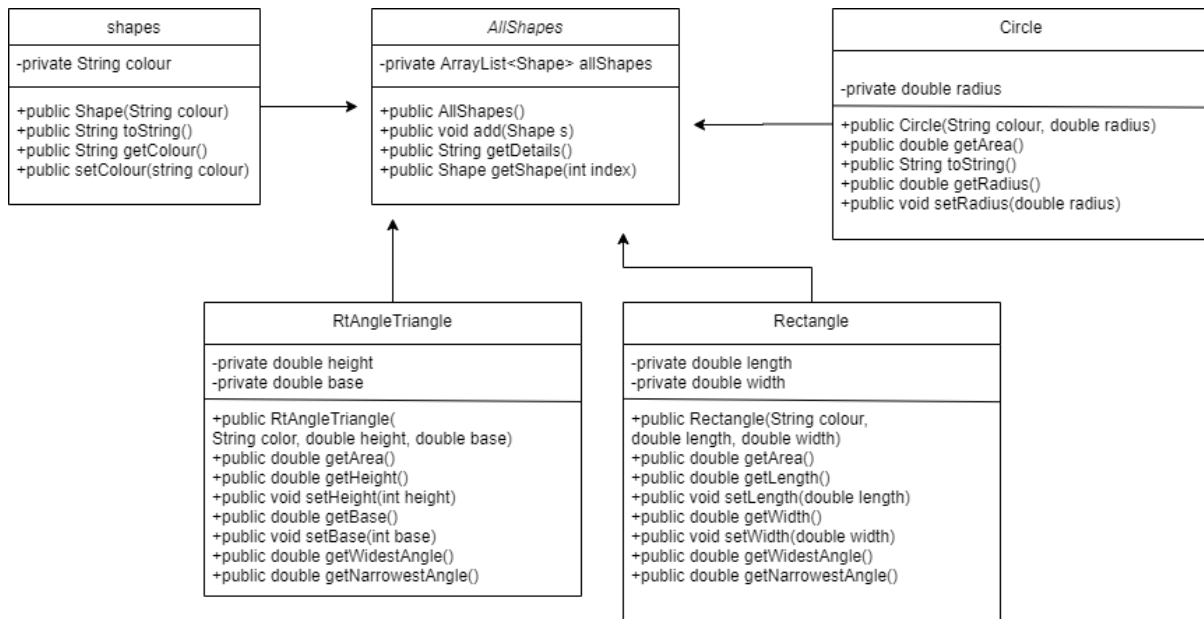 shapes
-private String colour
+public Shape(String colour)
+public String toString()
+public String getColour()
+public setColour(string colour)
AllShapes
-private ArrayList<Shape> allShapes
+public AllShapes()
+public void add(Shape s)
+public String getDetails()
+public Shape getShape(int index)
Circle
-private double radius
+public Circle(String colour, double radius)
+public double getArea()
+public String toString()
+public double getRadius()
+public void setRadius(double radius)
RtAngleTriangle
-private double height
-private double base
+public RtAngleTriangle(
String color, double height, double base)
+public double getArea()
+public double getHeight()
+public void setHeight(int height)
+public double getBase()
+public void setBase(int base)
+public double getWidestAngle()
+public double getNarrowestAngle()
Rectangle
-private double length
-private double width
+public Rectangle(String colour,
double length, double width)
+public double getArea()
+public double getLength()
+public void setLength(double length)
+public double getWidth()
+public void setWidth(double width)
+public double getWidestAngle()
+public double getNarrowestAngle()